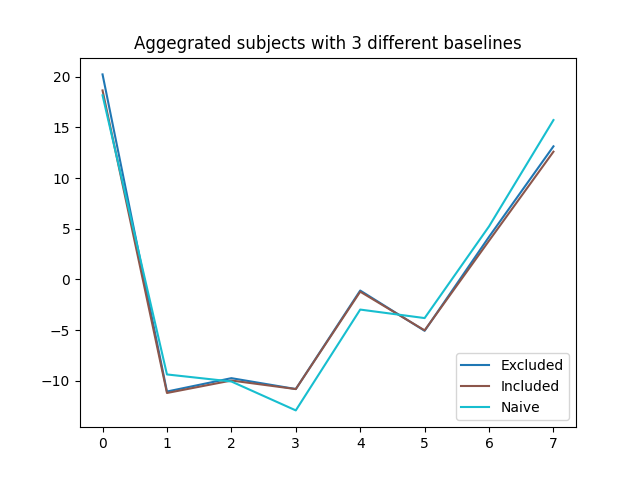 Aggegrated subjects with 3 different baselines
20
15
10
5
0
−5
−10
0 1 2 3 4 5 6 7
Excluded
Included
Naive